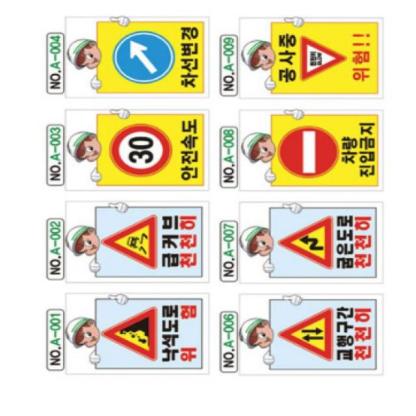 NO.A-001
낙석도로
위 험
NO.A-002
급커브
천천히
NO.A-003
30
안전속도
NO.A-004
차선변경
NO.A-006
교행구간
천천히
NO.A-007
굽은도로
천천히
NO.A-008
차량
진입금지
NO.A-009
공사중
위험!!